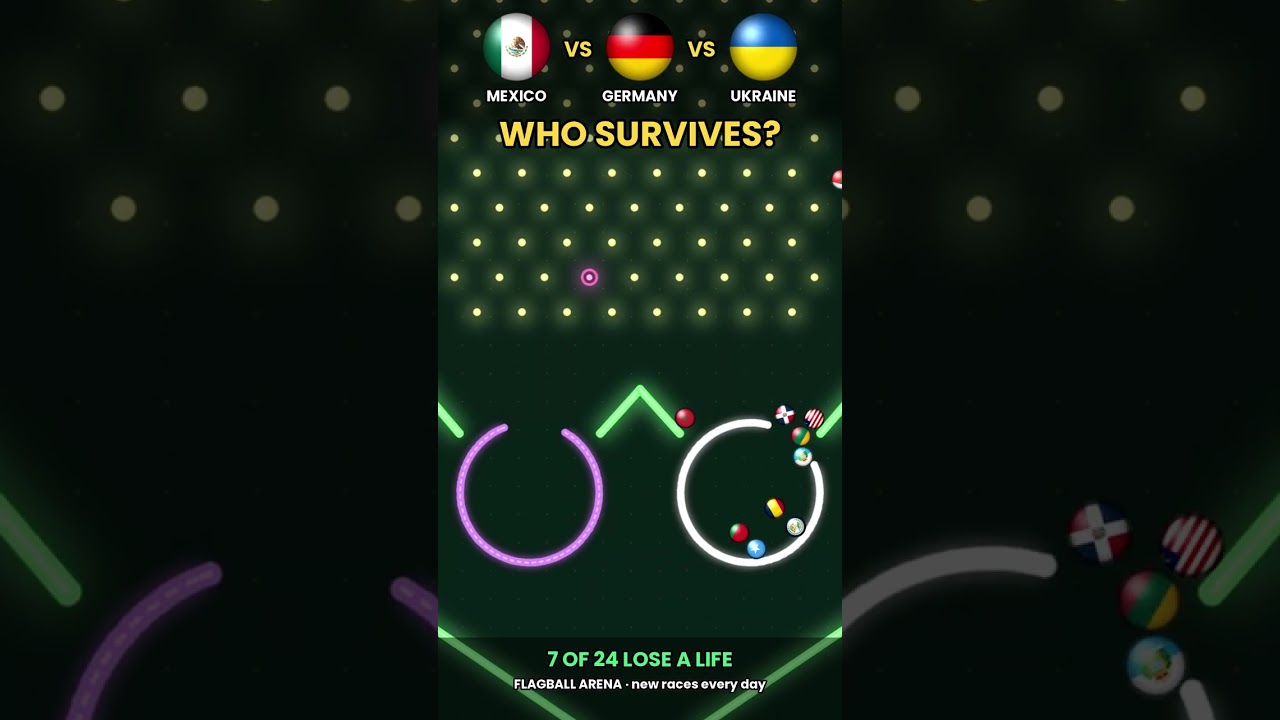 VS VS
MEXICO GERMANY UKRAINE
WHO SURVIVES?
7 OF 24 LOSE A LIFE
FLAGBALL ARENA · new races every day